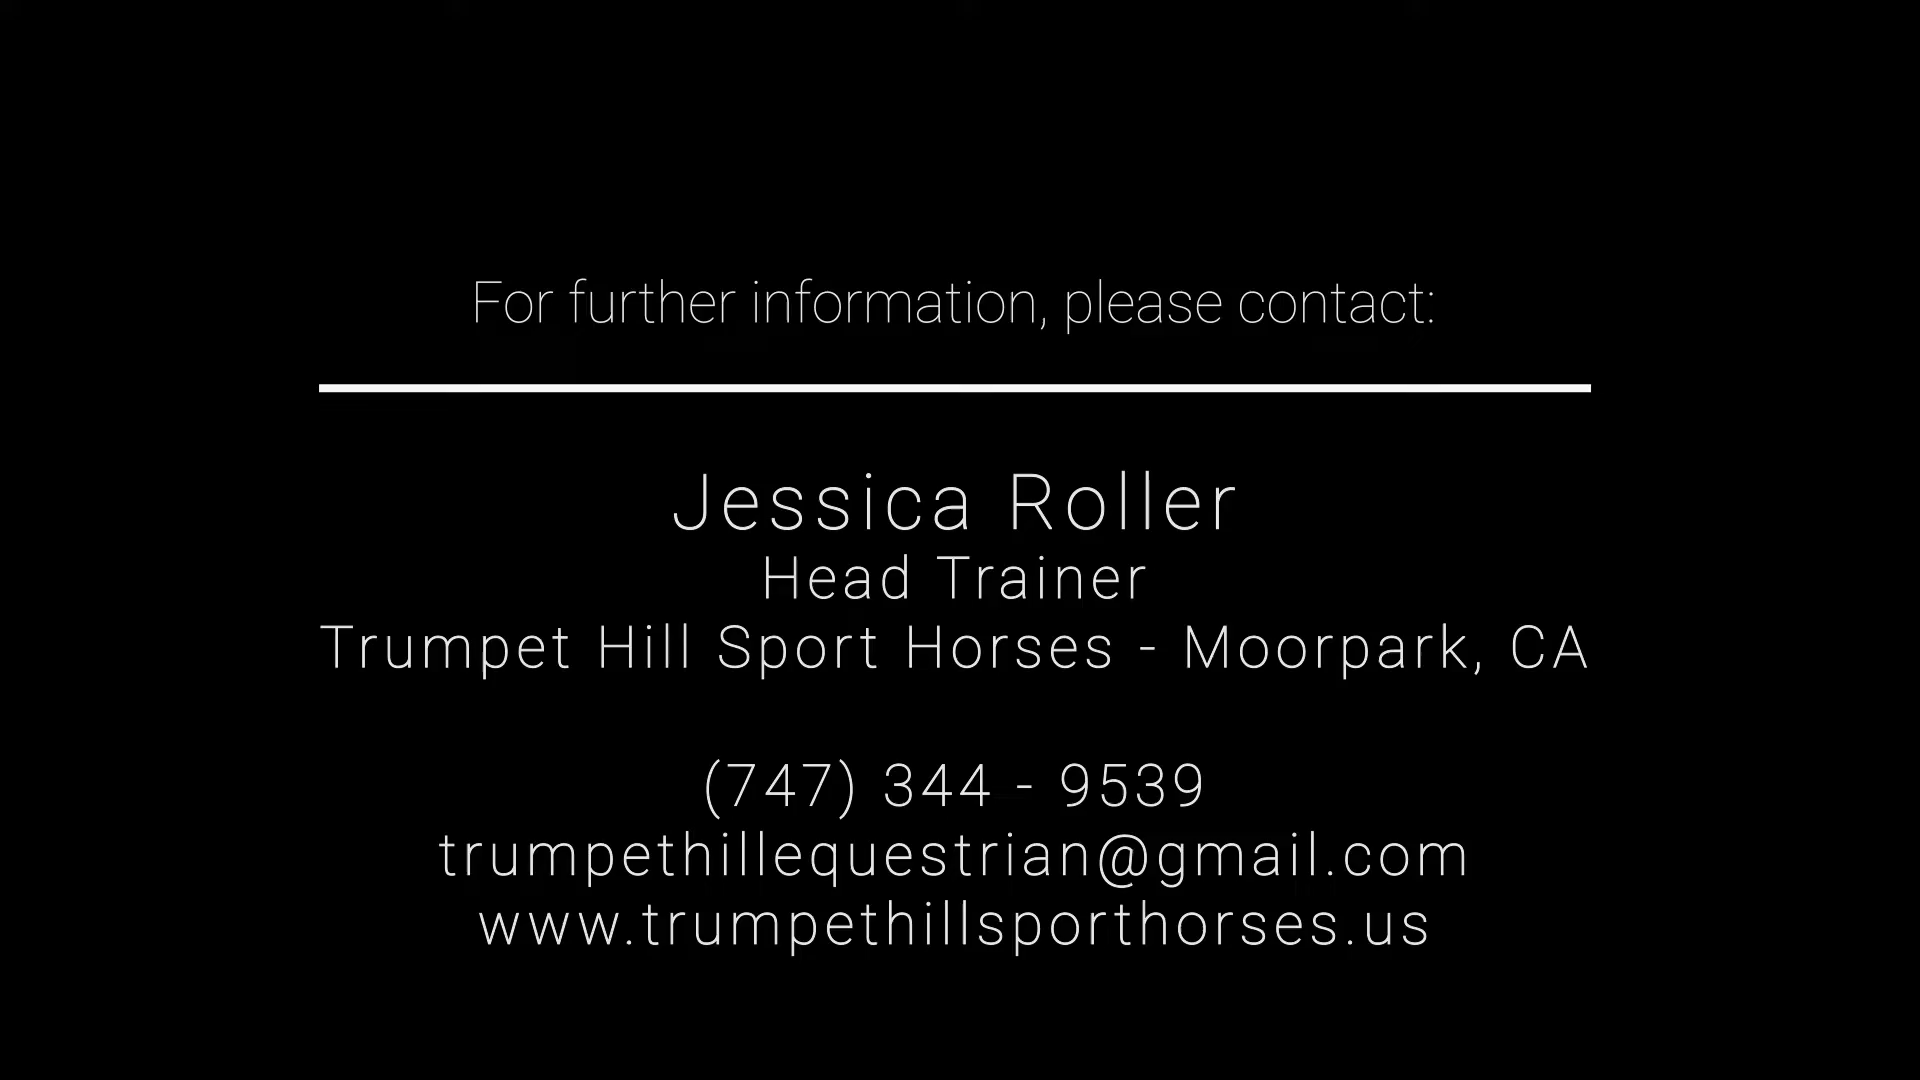 For further information, please contact:
Jessica Roller
Head Trainer
Trumpet Hill Sport Horses - Moorpark, CA
(747) 344 - 9539
trumpethillequestrian@gmail.com
www.trumpethillsporthorses.us